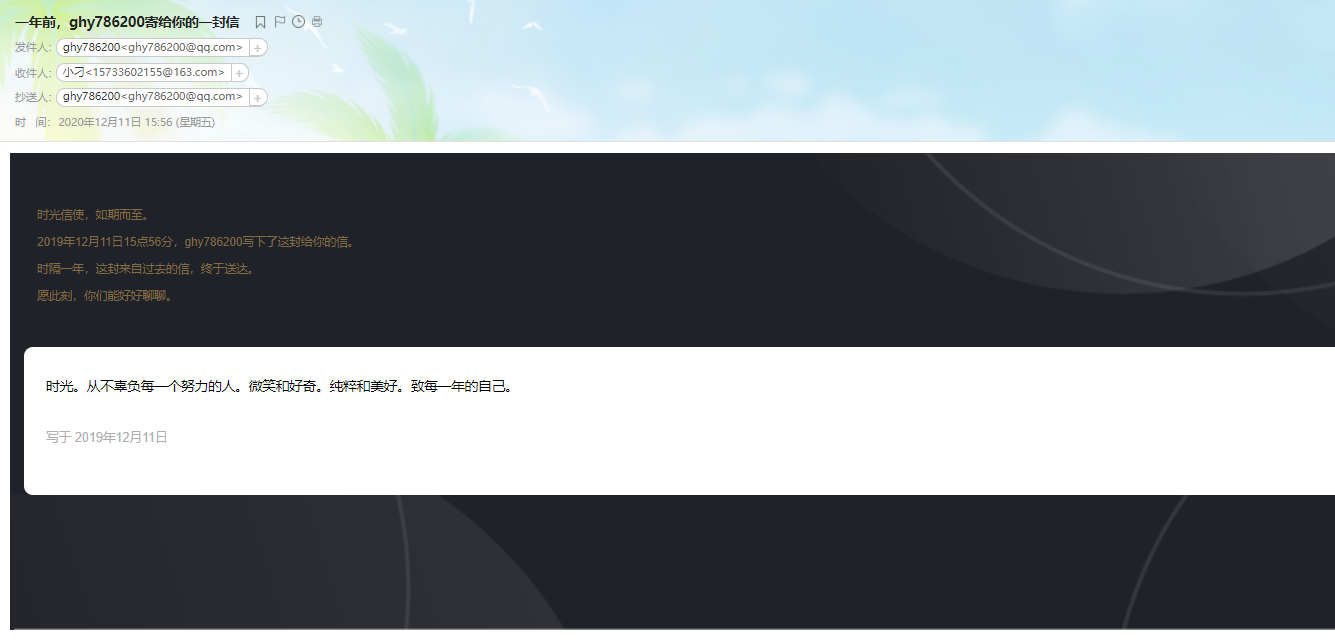 一年前，ghy786200寄给你的一封信
发件人： ghy786200<ghy786200@qq.com> +
收件人： 小刁<15733602155@163.com> +
抄送人： ghy786200<ghy786200@qq.com> +
时 间： 2020年12月11日 15:56 (星期五)
时光信使，如期而至。
2019年12月11日15点56分，ghy786200写下了这封给你的信。
时隔一年，这封来自过去的信，终于送达。
愿此刻，你们能好好聊聊。
时光。从不辜负每一个努力的人。微笑和好奇。纯粹和美好。致每一年的自己。
写于 2019年12月11日